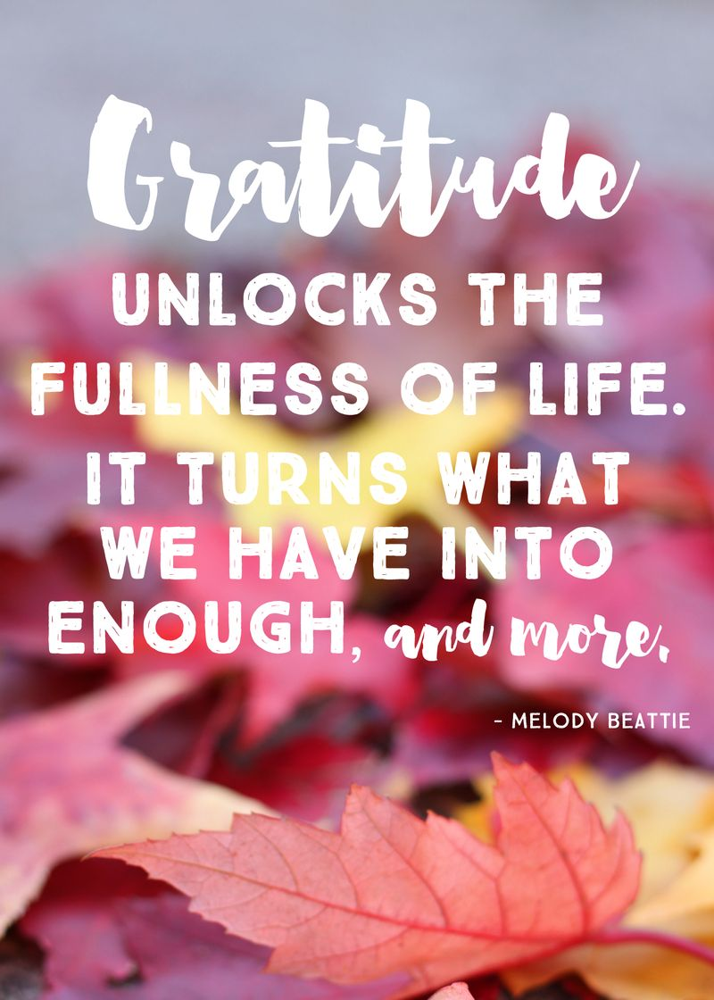 Gratitude
UNLOCKS THE
FULLNESS OF LIFE.
IT TURNS WHAT
WE HAVE INTO
ENOUGH, and more.
- MELODY BEATTIE